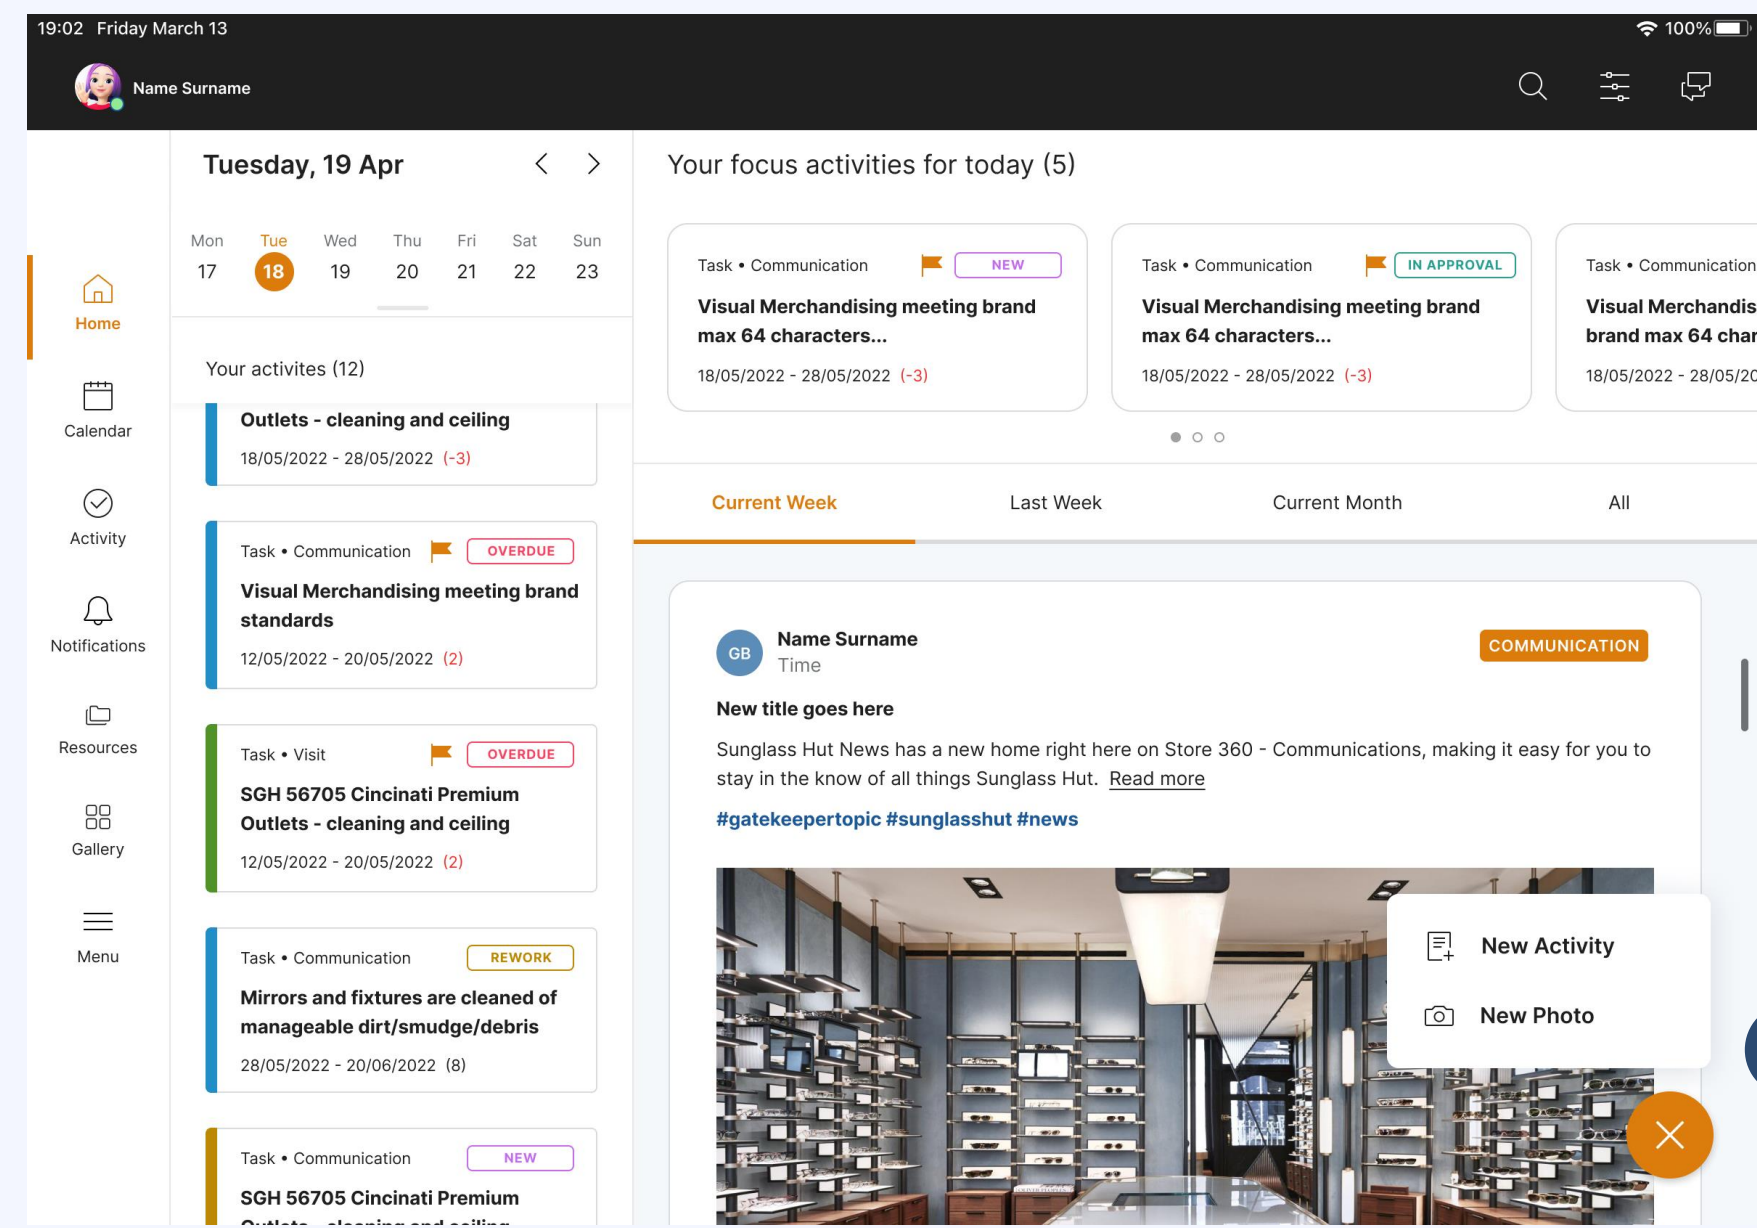 19:02 Friday March 13
100%
Name Surname
Home
Calendar
Activity
Notifications
Resources
Gallery
Menu
Tuesday, 19 Apr
Mon Tue Wed Thu Fri Sat Sun
17 18 19 20 21 22 23
Your activites (12)
Outlets - cleaning and ceiling
18/05/2022 - 28/05/2022 (-3)
Task • Communication OVERDUE
Visual Merchandising meeting brand
standards
12/05/2022 - 20/05/2022 (2)
Task • Visit OVERDUE
SGH 56705 Cincinati Premium
Outlets - cleaning and ceiling
12/05/2022 - 20/05/2022 (2)
Task • Communication REWORK
Mirrors and fixtures are cleaned of
manageable dirt/smudge/debris
28/05/2022 - 20/06/2022 (8)
Task • Communication NEW
SGH 56705 Cincinati Premium
Outlets - cleaning and ceiling
Your focus activities for today (5)
Task • Communication NEW
Visual Merchandising meeting brand
max 64 characters...
18/05/2022 - 28/05/2022 (-3)
Task • Communication IN APPROVAL
Visual Merchandising meeting brand
max 64 characters...
18/05/2022 - 28/05/2022 (-3)
Task • Communication
Visual Merchandis
brand max 64 char
18/05/2022 - 28/05/20
Current Week Last Week Current Month All
GB
Name Surname
Time
COMMUNICATION
New title goes here
Sunglass Hut News has a new home right here on Store 360 - Communications, making it easy for you to
stay in the know of all things Sunglass Hut. Read more
#gatekeepertopic #sunglasshut #news
New Activity
New Photo